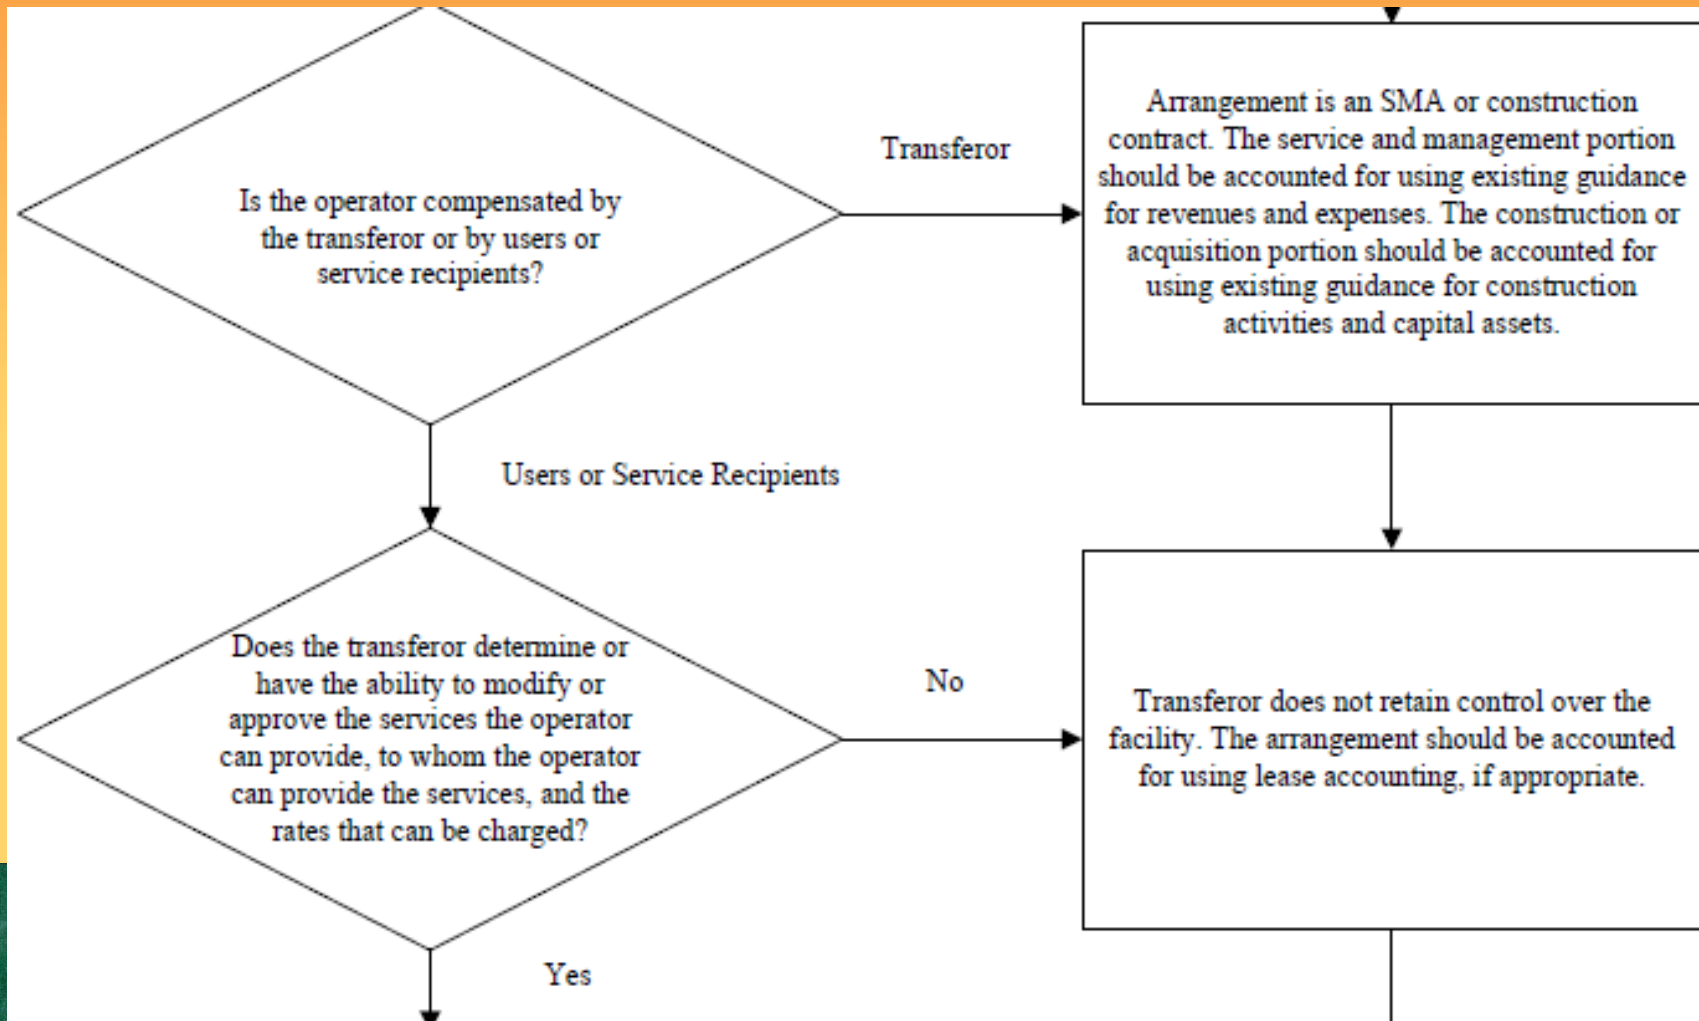 Is the operator compensated by
the transferor or by users or
service recipients?
Transferor
Arrangement is an SMA or construction
contract. The service and management portion
should be accounted for using existing guidance
for revenues and expenses. The construction or
acquisition portion should be accounted for
using existing guidance for construction
activities and capital assets.
Users or Service Recipients
Does the transferor determine or
have the ability to modify or
approve the services the operator
can provide, to whom the operator
can provide the services, and the
rates that can be charged?
No
Transferor does not retain control over the
facility. The arrangement should be accounted
for using lease accounting, if appropriate.
Yes